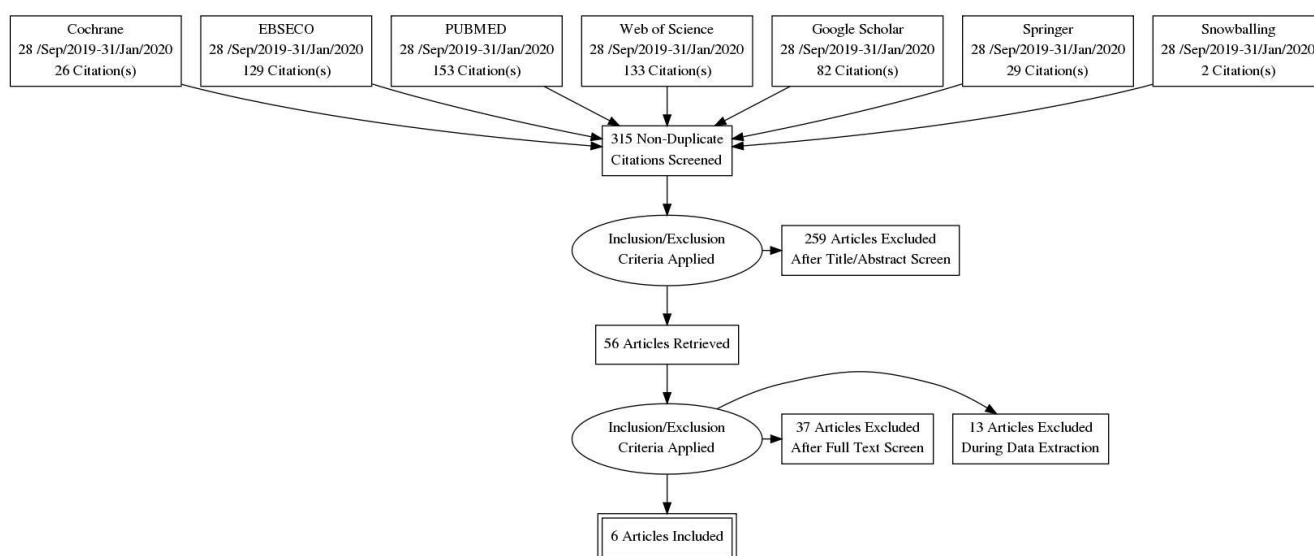 Cochrane
28 /Sep/2019-31/Jan/2020
26 Citation(s)
EBSECO
28 /Sep/2019-31/Jan/2020
129 Citation(s)
PUBMED
28 /Sep/2019-31/Jan/2020
153 Citation(s)
Web of Science
28 /Sep/2019-31/Jan/2020
133 Citation(s)
Google Scholar
28 /Sep/2019-31/Jan/2020
82 Citation(s)
Springer
28 /Sep/2019-31/Jan/2020
29 Citation(s)
Snowballing
28 /Sep/2019-31/Jan/2020
2 Citation(s)
315 Non-Duplicate
Citations Screened
Inclusion/Exclusion
Criteria Applied
259 Articles Excluded
After Title/Abstract Screen
56 Articles Retrieved
Inclusion/Exclusion
Criteria Applied
37 Articles Excluded
After Full Text Screen
13 Articles Excluded
During Data Extraction
6 Articles Included